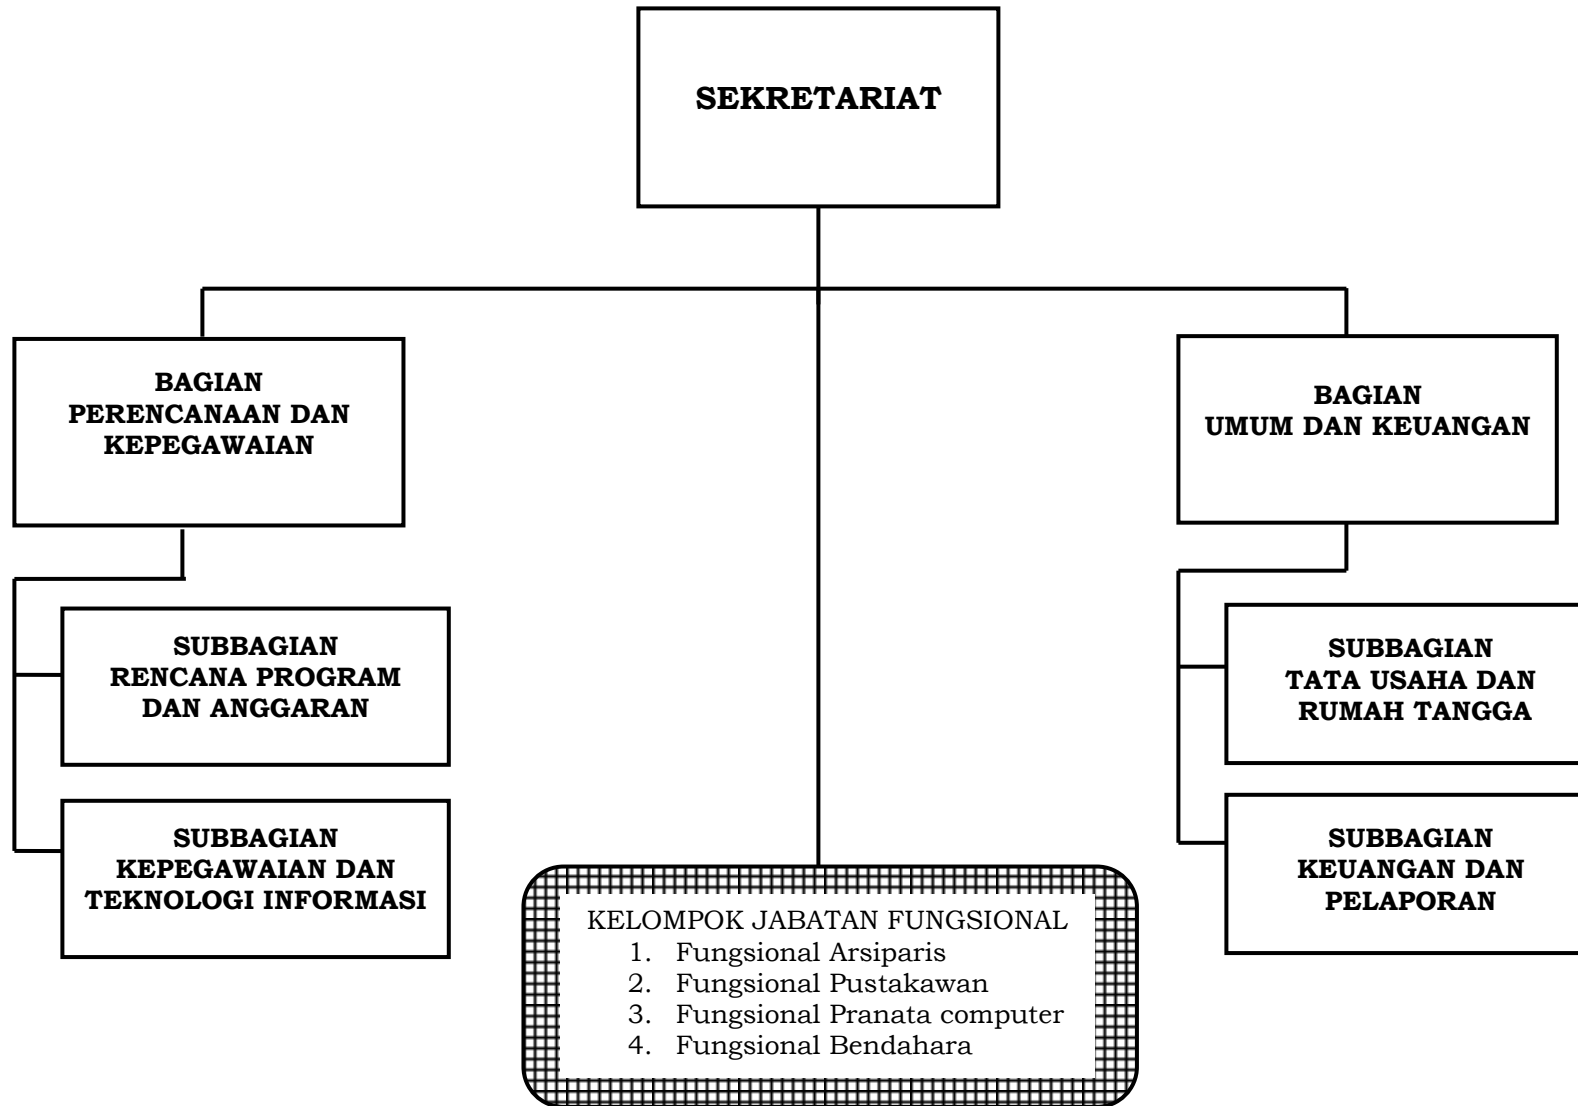 SEKRETARIAT
BAGIAN
PERENCANAAN DAN
KEPEGAWAIAN
BAGIAN
UMUM DAN KEUANGAN
SUBBAGIAN
RENCANA PROGRAM
DAN ANGGARAN
SUBBAGIAN
TATA USAHA DAN
RUMAH TANGGA
SUBBAGIAN
KEPEGAWAIAN DAN
TEKNOLOGI INFORMASI
SUBBAGIAN
KEUANGAN DAN
PELAPORAN
KELOMPOK JABATAN FUNGSIONAL
1. Fungsional Arsiparis
2. Fungsional Pustakawan
3. Fungsional Pranata computer
4. Fungsional Bendahara